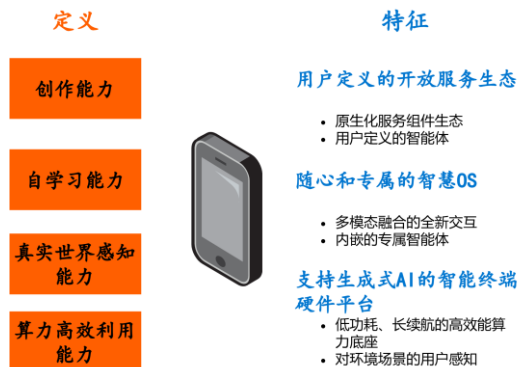 定义
创作能力
自学习能力
真实世界感知
能力
算力高效利用
能力
特征
用户定义的开放服务生态
• 原生化服务组件生态
• 用户定义的智能体
随心和专属的智慧OS
• 多模态融合的全新交互
• 内嵌的专属智能体
支持生成式AI的智能终端
硬件平台
• 低功耗、长续航的高效能算
力底座
• 对环境场景的用户感知